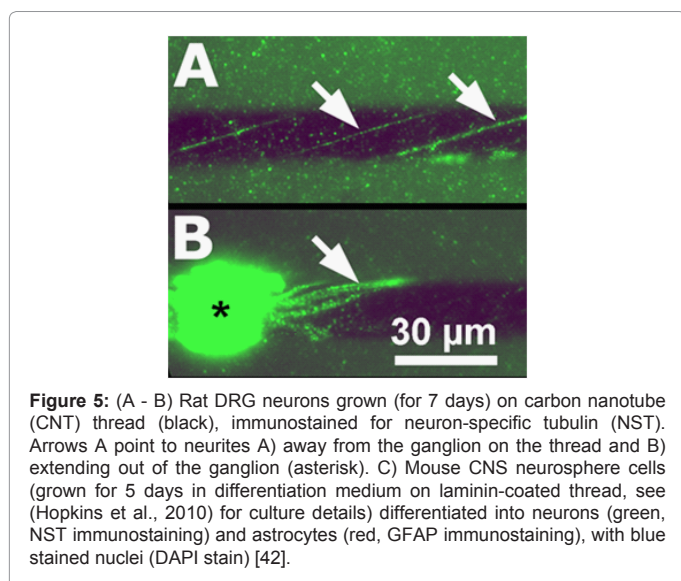 A
B
*
30 µm
Figure 5: (A - B) Rat DRG neurons grown (for 7 days) on carbon nanotube
(CNT) thread (black), immunostained for neuron-specific tubulin (NST).
Arrows A point to neurites A) away from the ganglion on the thread and B)
extending out of the ganglion (asterisk). C) Mouse CNS neurosphere cells
(grown for 5 days in differentiation medium on laminin-coated thread, see
(Hopkins et al., 2010) for culture details) differentiated into neurons (green,
NST immunostaining) and astrocytes (red, GFAP immunostaining), with blue
stained nuclei (DAPI stain) [42].